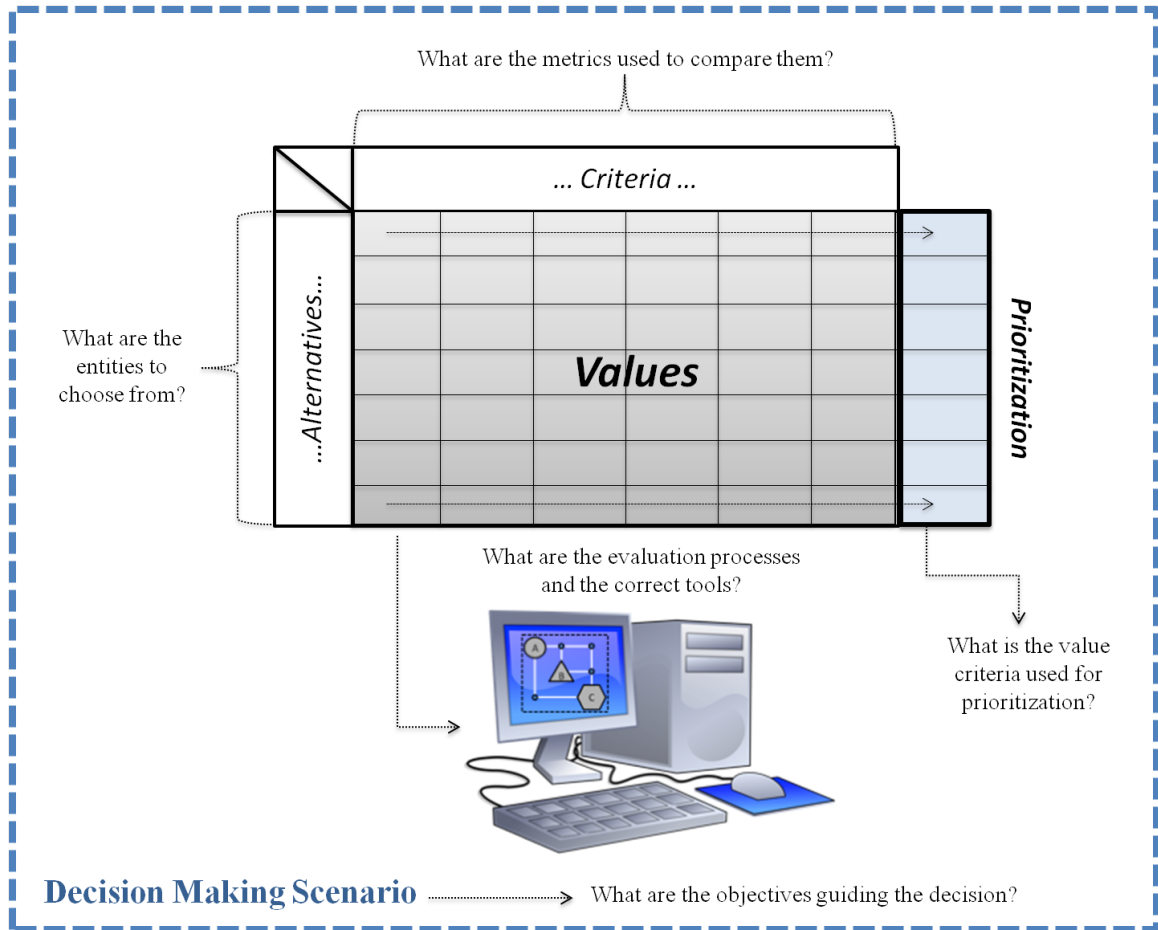 What are the metrics used to compare them?
... Criteria ...
What are the
entities to
choose from?
...Alternatives...
Values
Prioritization
What are the evaluation processes
and the correct tools?
A
B
C
What is the value
criteria used for
prioritization?
Decision Making Scenario
What are the objectives guiding the decision?